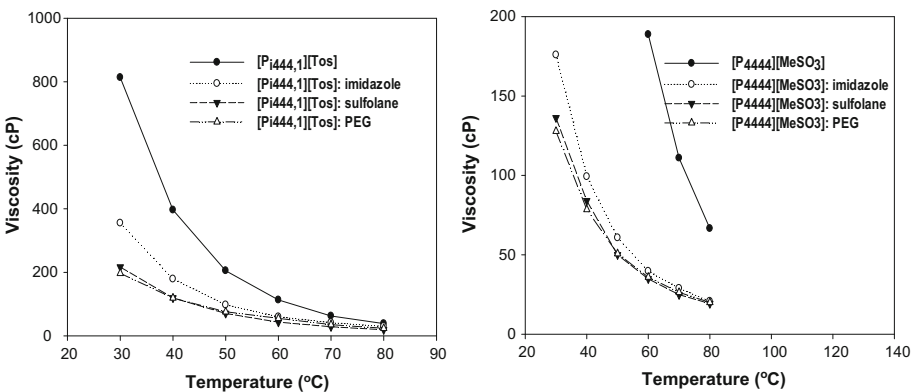 1000
800
600
400
200
0
Viscosity (cP)
[Pi444,1][Tos]
[Pi444,1][Tos]: imidazole
[Pi444,1][Tos]: sulfolane
[Pi444,1][Tos]: PEG
20 30 40 50 60 70 80 90
Temperature (ºC)
200
150
100
50
0
Viscosity (cP)
[P4444][MeSO3]
[P4444][MeSO3]: imidazole
[P4444][MeSO3]: sulfolane
[P4444][MeSO3]: PEG
20 40 60 80 100 120 140
Temperature (ºC)